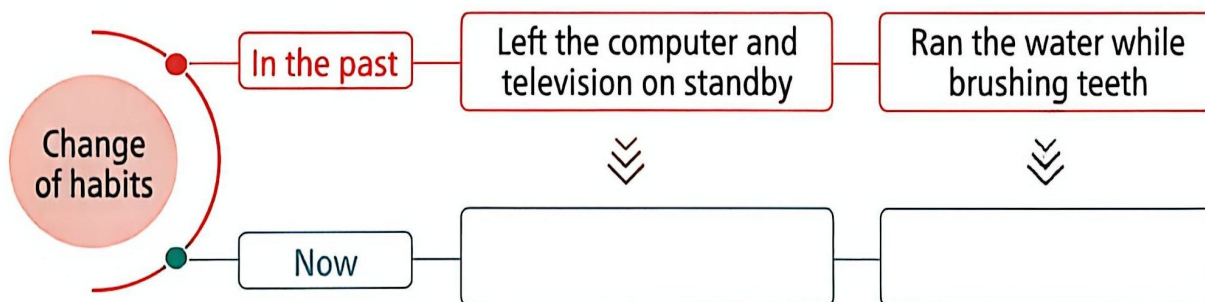 Change
of habits
In the past
Left the computer and
television on standby
Ran the water while
brushing teeth
Now